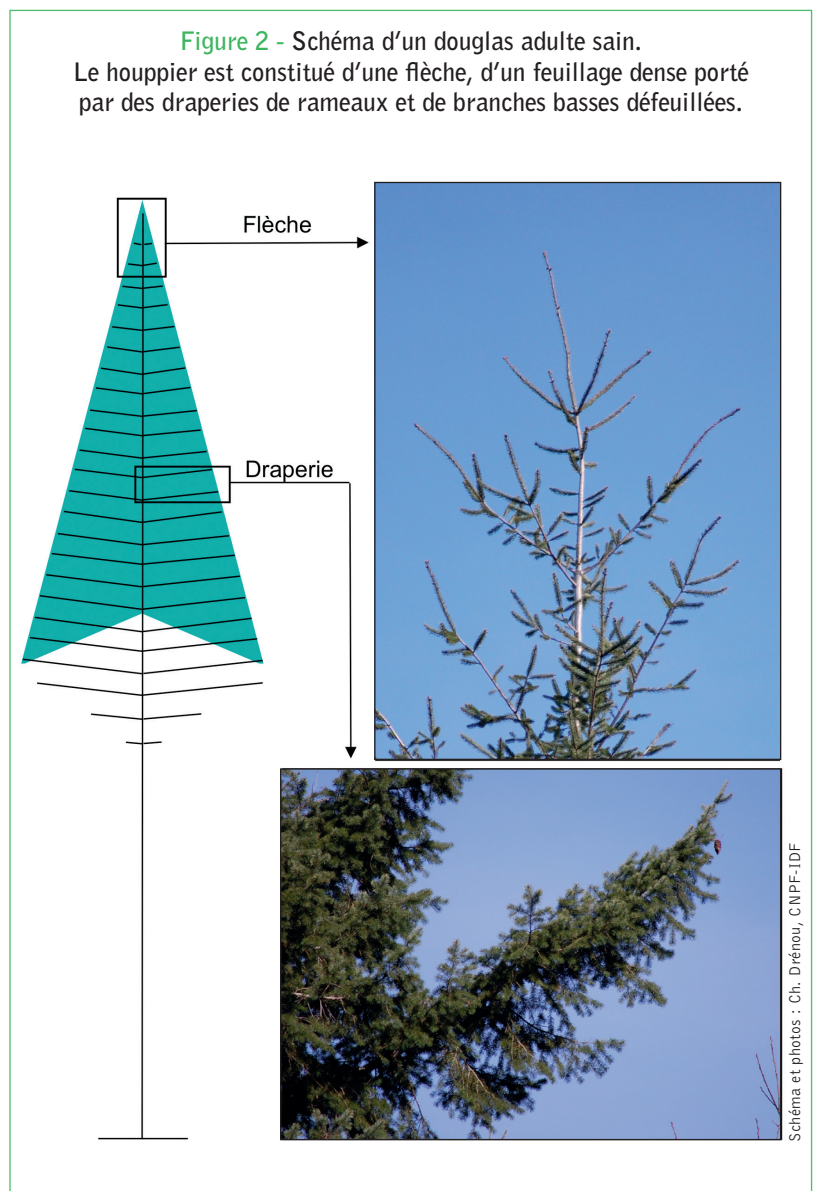 Figure 2 - Schéma d'un douglas adulte sain.
Le houppier est constitué d'une flèche, d'un feuillage dense porté
par des draperies de rameaux et de branches basses défeuillées.
Flèche
Draperie
Schéma et photos : Ch. Drénou, CNPF-IDF